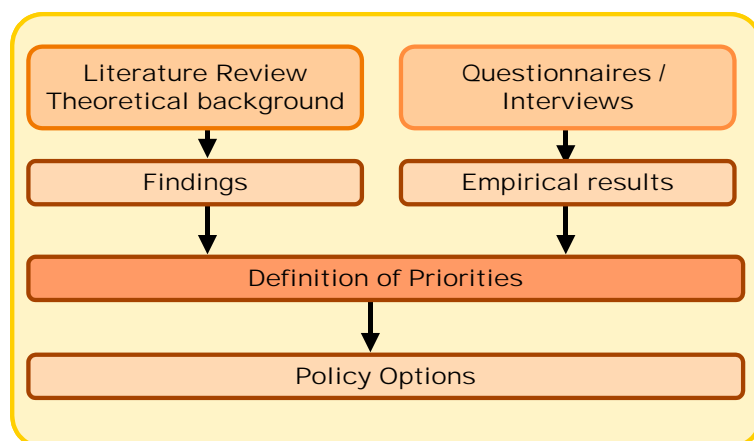 Literature Review
Theoretical background
Questionnaires /
Interviews
Findings
Empirical results
Definition of Priorities
Policy Options